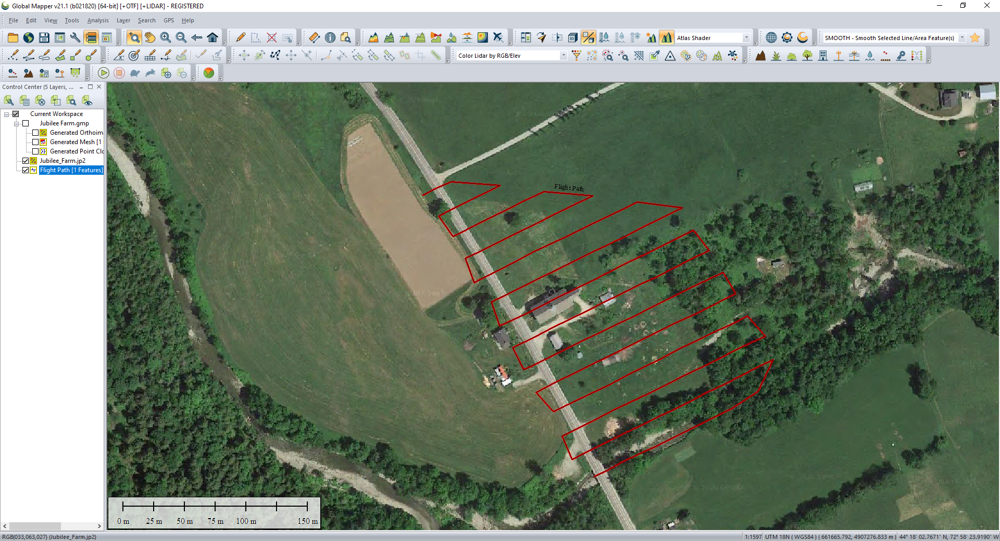 Global Mapper v21.1 (b021820) [64-bit] [+OTF] [+LIDAR] - REGISTERED
File Edit View Tools Analysis Layer Search GPS Help
Atlas Shader
SMOOTH - Smooth Selected Line/Area Feature(s)
Color Lidar by RGB/Elev
Control Center (5 Layers, ...
Current Workspace
Jubilee Farm.gmp
Generated Orthoim
Generated Mesh [1
Generated Point Clo
Jubilee_Farm.jp2
Flight Path [1 Features]
Flight Path
0 m 25 m 50 m 75 m 100 m 150 m
RGB(033,063,027) (Jubilee_Farm.jp2)
1:1597 UTM 18N ( WGS84 ) ( 661665.792, 4907276.833 m ) 44° 18' 02.7671" N, 72° 58' 23.9190" W